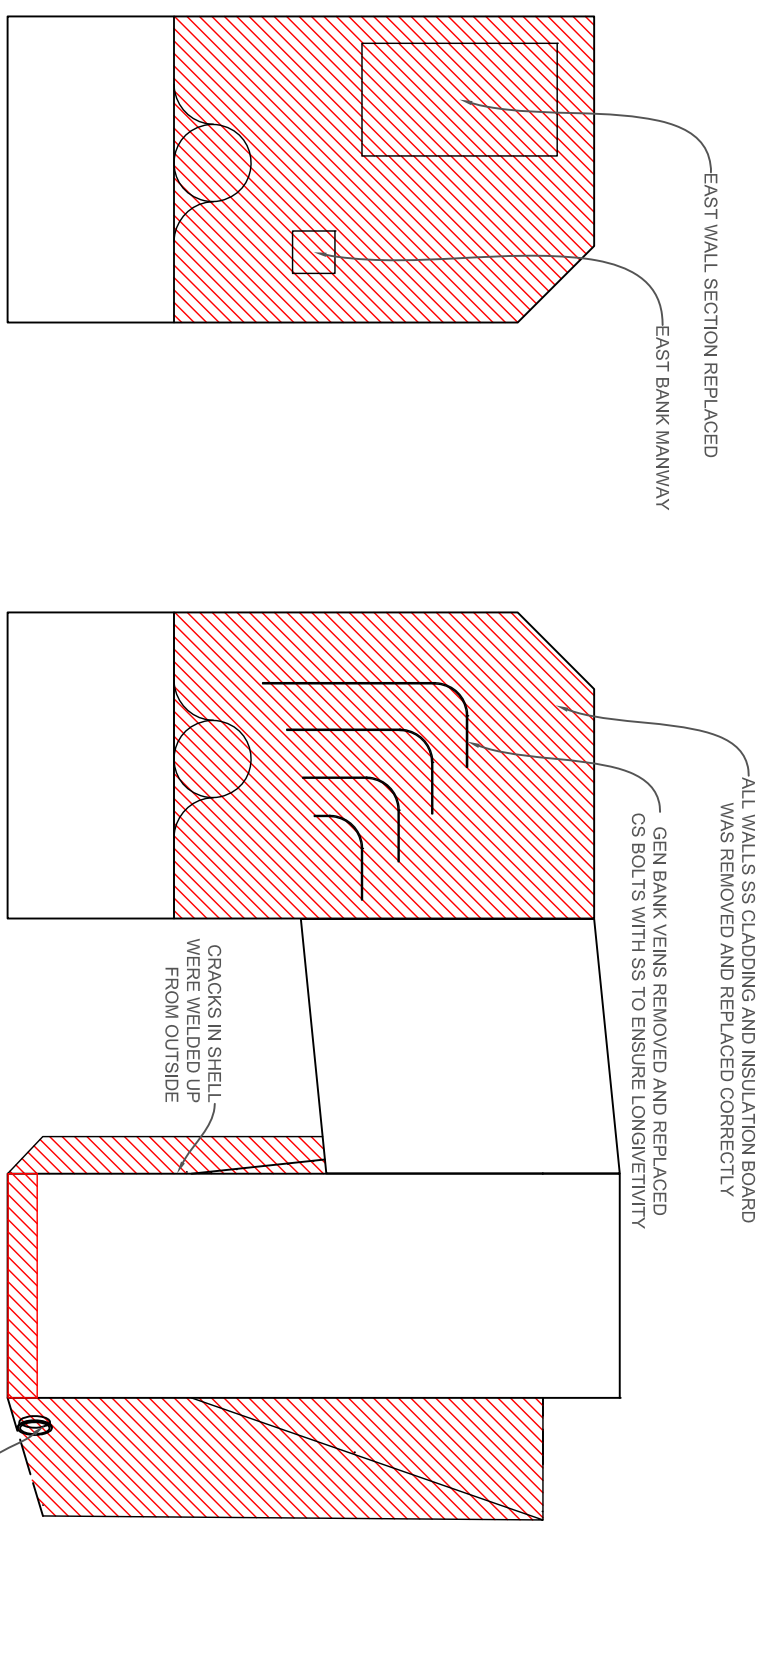 EAST WALL SECTION REPLACED
EAST BANK MANWAY
ALL WALLS SS CLADDING AND INSULATION BOARD
WAS REMOVED AND REPLACED CORRECTLY
GEN BANK VEINS REMOVED AND REPLACED
CS BOLTS WITH SS TO ENSURE LONGIVETIVITY
CRACKS IN SHELL
WERE WELDED UP
FROM OUTSIDE